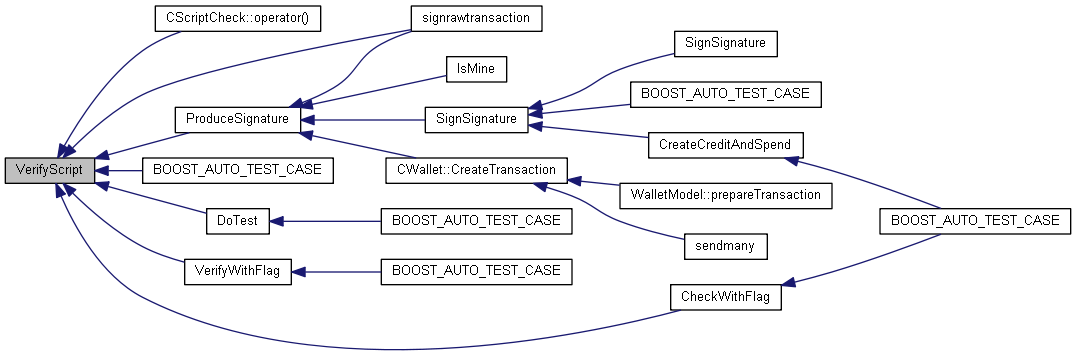 CScriptCheck::operator()
signrawtransaction
SignSignature
IsMine
BOOST_AUTO_TEST_CASE
ProduceSignature
SignSignature
CreateCreditAndSpend
VerifyScript
BOOST_AUTO_TEST_CASE
CWallet::CreateTransaction
WalletModel::prepareTransaction
DoTest
BOOST_AUTO_TEST_CASE
BOOST_AUTO_TEST_CASE
sendmany
VerifyWithFlag
BOOST_AUTO_TEST_CASE
CheckWithFlag